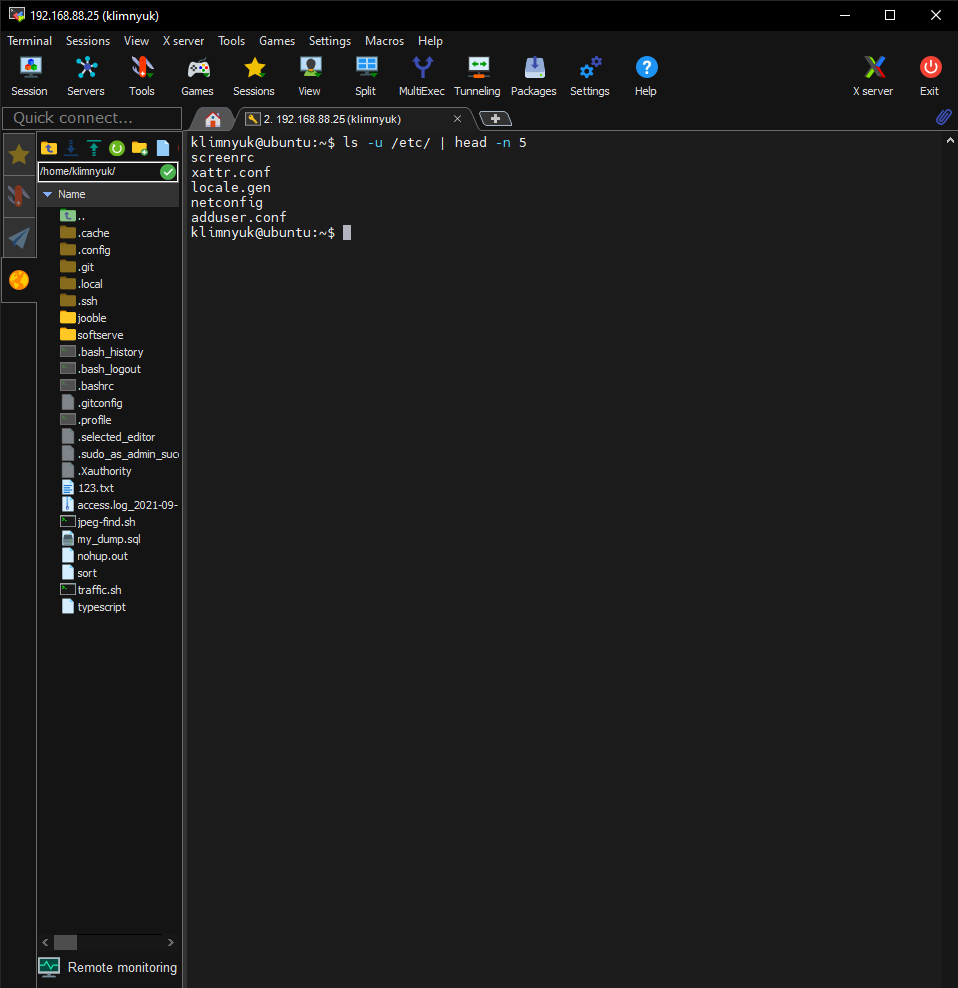 192.168.88.25 (klimnyuk)
Terminal Sessions View X server Tools Games Settings Macros Help
Session Servers Tools Games Sessions View Split MultiExec Tunneling Packages Settings Help X server Exit
Quick connect...
2. 192.168.88.25 (klimnyuk)
/home/klimnyuk/
Name
..
.cache
.config
.git
.local
.ssh
jooble
softserve
.bash_history
.bash_logout
.bashrc
.gitconfig
.profile
.selected_editor
.sudo_as_admin_succ
.Xauthority
123.txt
access.log_2021-09-
jpeg-find.sh
my_dump.sql
nohup.out
sort
traffic.sh
typescript
Remote monitoring
klimnyuk@ubuntu:~$ ls -u /etc/ | head -n 5
screenrc
xattr.conf
locale.gen
netconfig
adduser.conf
klimnyuk@ubuntu:~$